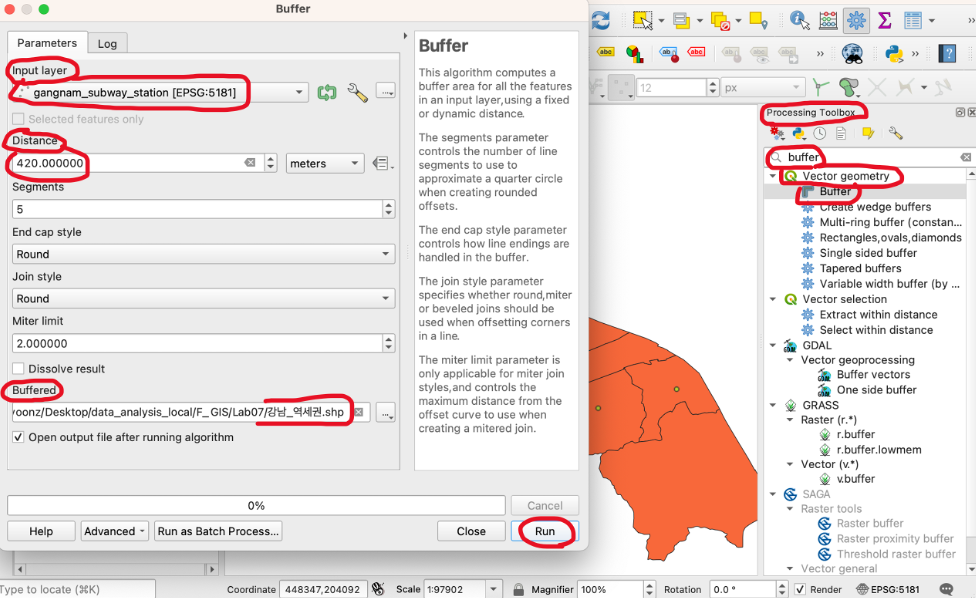 Buffer
Parameters
Log
Input layer
gangnam_subway_station [EPSG:5181]
Selected features only
Distance
420.000000
meters
Segments
5
End cap style
Round
Join style
Round
Miter limit
2.000000
Dissolve result
Buffered
/oonz/Desktop/data_analysis_local/F_GIS/Lab07/강남_역세권.shp
Open output file after running algorithm
0%
Cancel
Help
Advanced
Run as Batch Process...
Close
Run
Buffer
This algorithm computes a
buffer area for all the features
in an input layer,using a fixed
or dynamic distance.
The segments parameter
controls the number of line
segments to use to
approximate a quarter circle
when creating rounded
offsets.
The end cap style parameter
controls how line endings are
handled in the buffer.
The join style parameter
specifies whether round,miter
or beveled joins should be
used when offsetting corners
in a line.
The miter limit parameter is
only applicable for miter join
styles,and controls the
maximum distance from the
offset curve to use when
creating a mitered join.
abc
abc
12
px
Processing Toolbox
buffer
Vector geometry
Buffer
Create wedge buffers
Multi-ring buffer (constan...
Rectangles,ovals,diamonds
Single sided buffer
Tapered buffers
Variable width buffer (by ...
Vector selection
Extract within distance
Select within distance
GDAL
Vector geoprocessing
Buffer vectors
One side buffer
GRASS
Raster (r.*)
r.buffer
r.buffer.lowmem
Vector (v.*)
v.buffer
SAGA
Raster tools
Raster buffer
Raster proximity buffer
Threshold raster buffer
Vector general
Type to locate (⌘K)
Coordinate 448347,204092
Scale 1:97902
Magnifier 100%
Rotation 0.0 °
Render
EPSG:5181